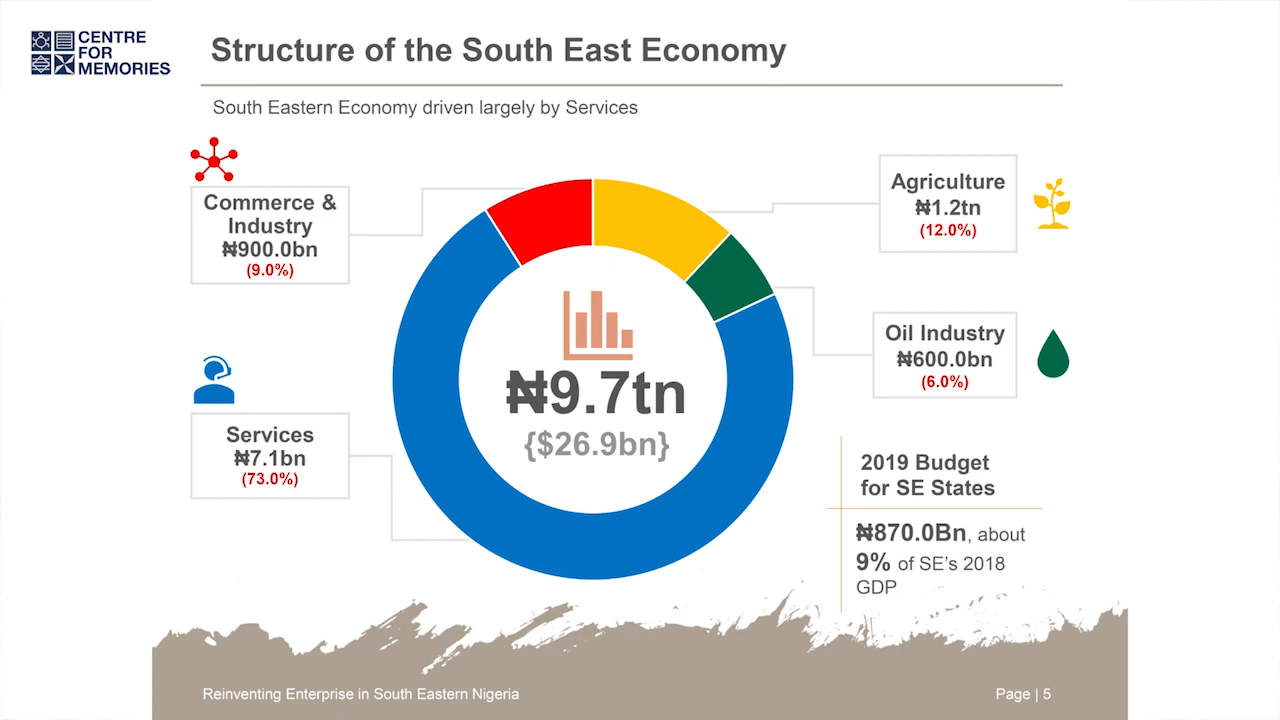 CENTRE
FOR
MEMORIES
Structure of the South East Economy
South Eastern Economy driven largely by Services
Commerce &
Industry
₦900.0bn
(9.0%)
Services
₦7.1bn
(73.0%)
₦9.7tn
{$26.9bn}
Agriculture
₦1.2tn
(12.0%)
Oil Industry
₦600.0bn
(6.0%)
2019 Budget
for SE States
₦870.0Bn, about
9% of SE's 2018
GDP
Reinventing Enterprise in South Eastern Nigeria
Page | 5